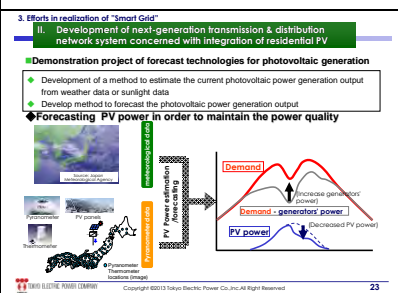 3. Efforts in realization of "Smart Grid"
II. Development of next-generation transmission & distribution
network system concerned with integration of residential PV
■Demonstration project of forecast technologies for photovoltaic generation
◆ Development of a method to estimate the current photovoltaic power generation output
from weather data or sunlight data
◆ Develop method to forecast the photovoltaic power generation output
◆Forecasting PV power in order to maintain the power quality
Source: Japan
Meteorological Agency
meteorological data
Pyranometer
PV panels
Thermometer
Pyranometer data
Pyranometer
Thermometer
locations (image)
PV Power estimation
/forecasting
Demand
(Increase generators'
power)
Demand - generators' power
PV power
(Decreased PV power)
TOKYO ELECTRIC POWER COMPANY
Copyright ©2013 Tokyo Electric Power Co.,Inc.All Right Reserved
23